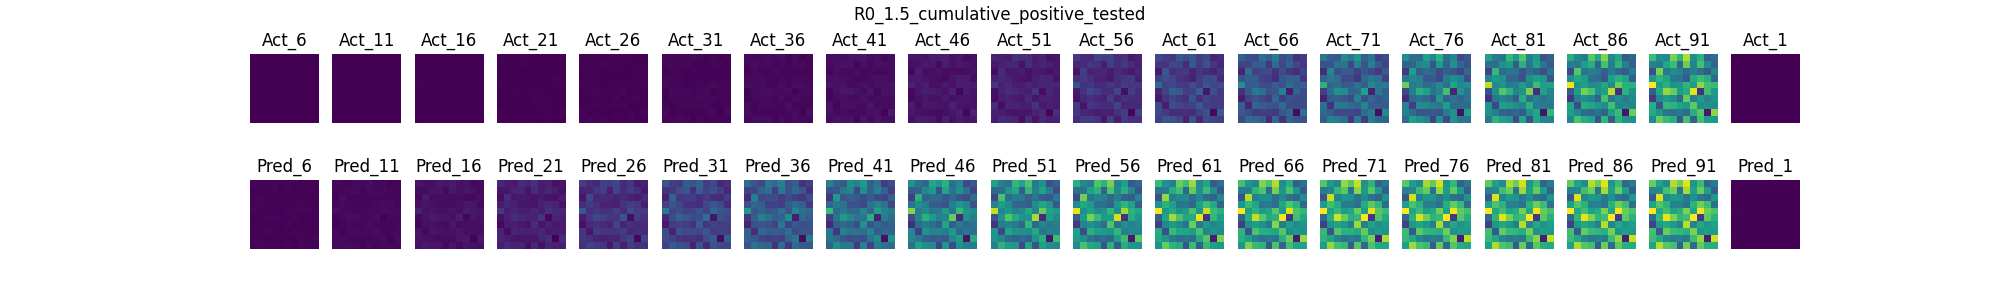 R0_1.5_cumulative_positive_tested
Act_6 Act_11 Act_16 Act_21 Act_26 Act_31 Act_36 Act_41 Act_46 Act_51 Act_56 Act_61 Act_66 Act_71 Act_76 Act_81 Act_86 Act_91 Act_1
Pred_6 Pred_11 Pred_16 Pred_21 Pred_26 Pred_31 Pred_36 Pred_41 Pred_46 Pred_51 Pred_56 Pred_61 Pred_66 Pred_71 Pred_76 Pred_81 Pred_86 Pred_91 Pred_1